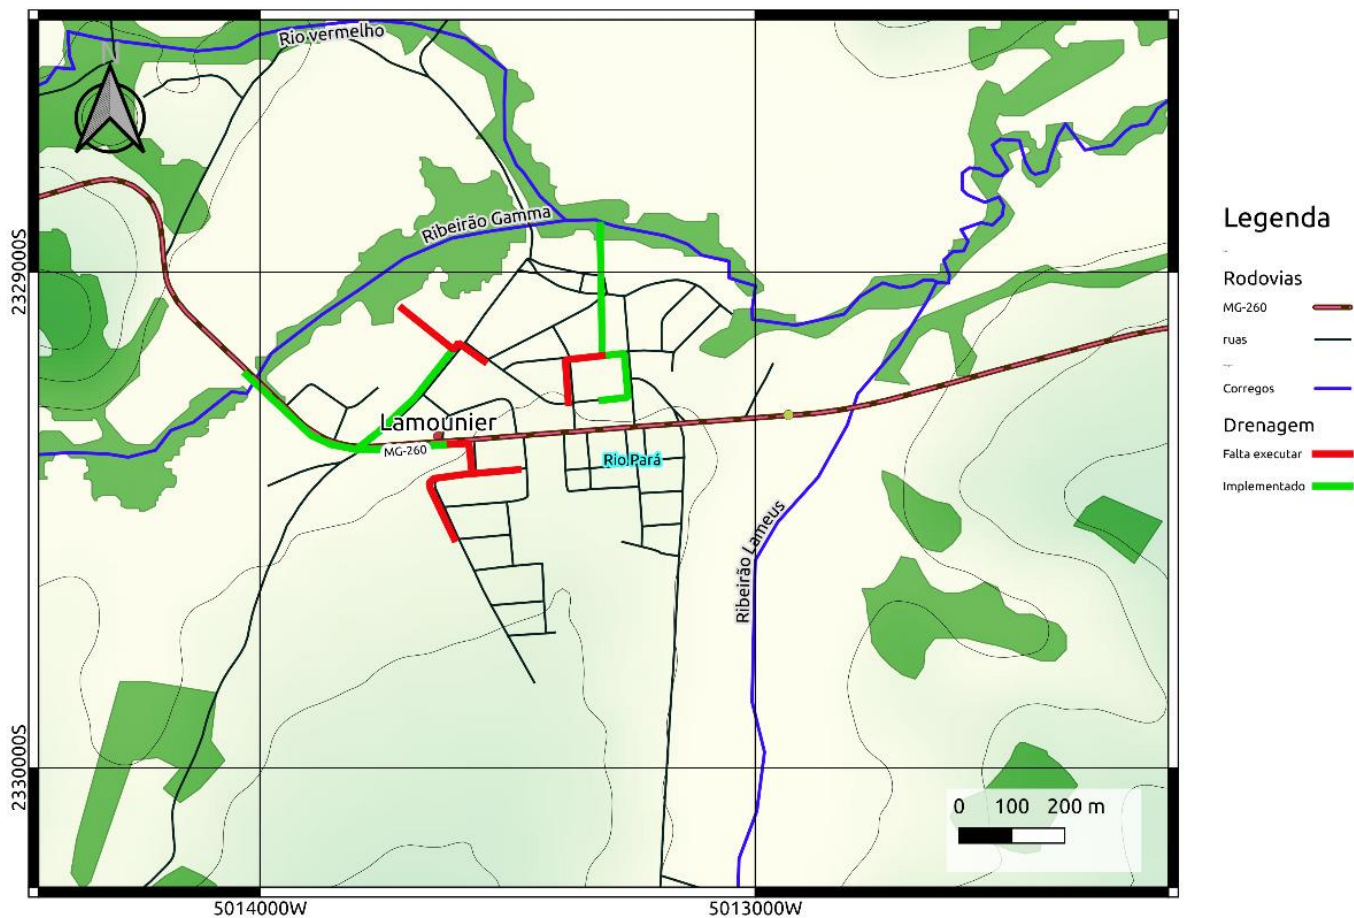 Rio vermelho
N
Ribeirão Gamma
2329000S
Lamounier
MG-260
Rio Pará
Ribeirão Lameus
2330000S
0 100 200 m
5014000W
5013000W
Legenda
Rodovias
MG-260
ruas
Corregos
Drenagem
Falta executar
Implementado